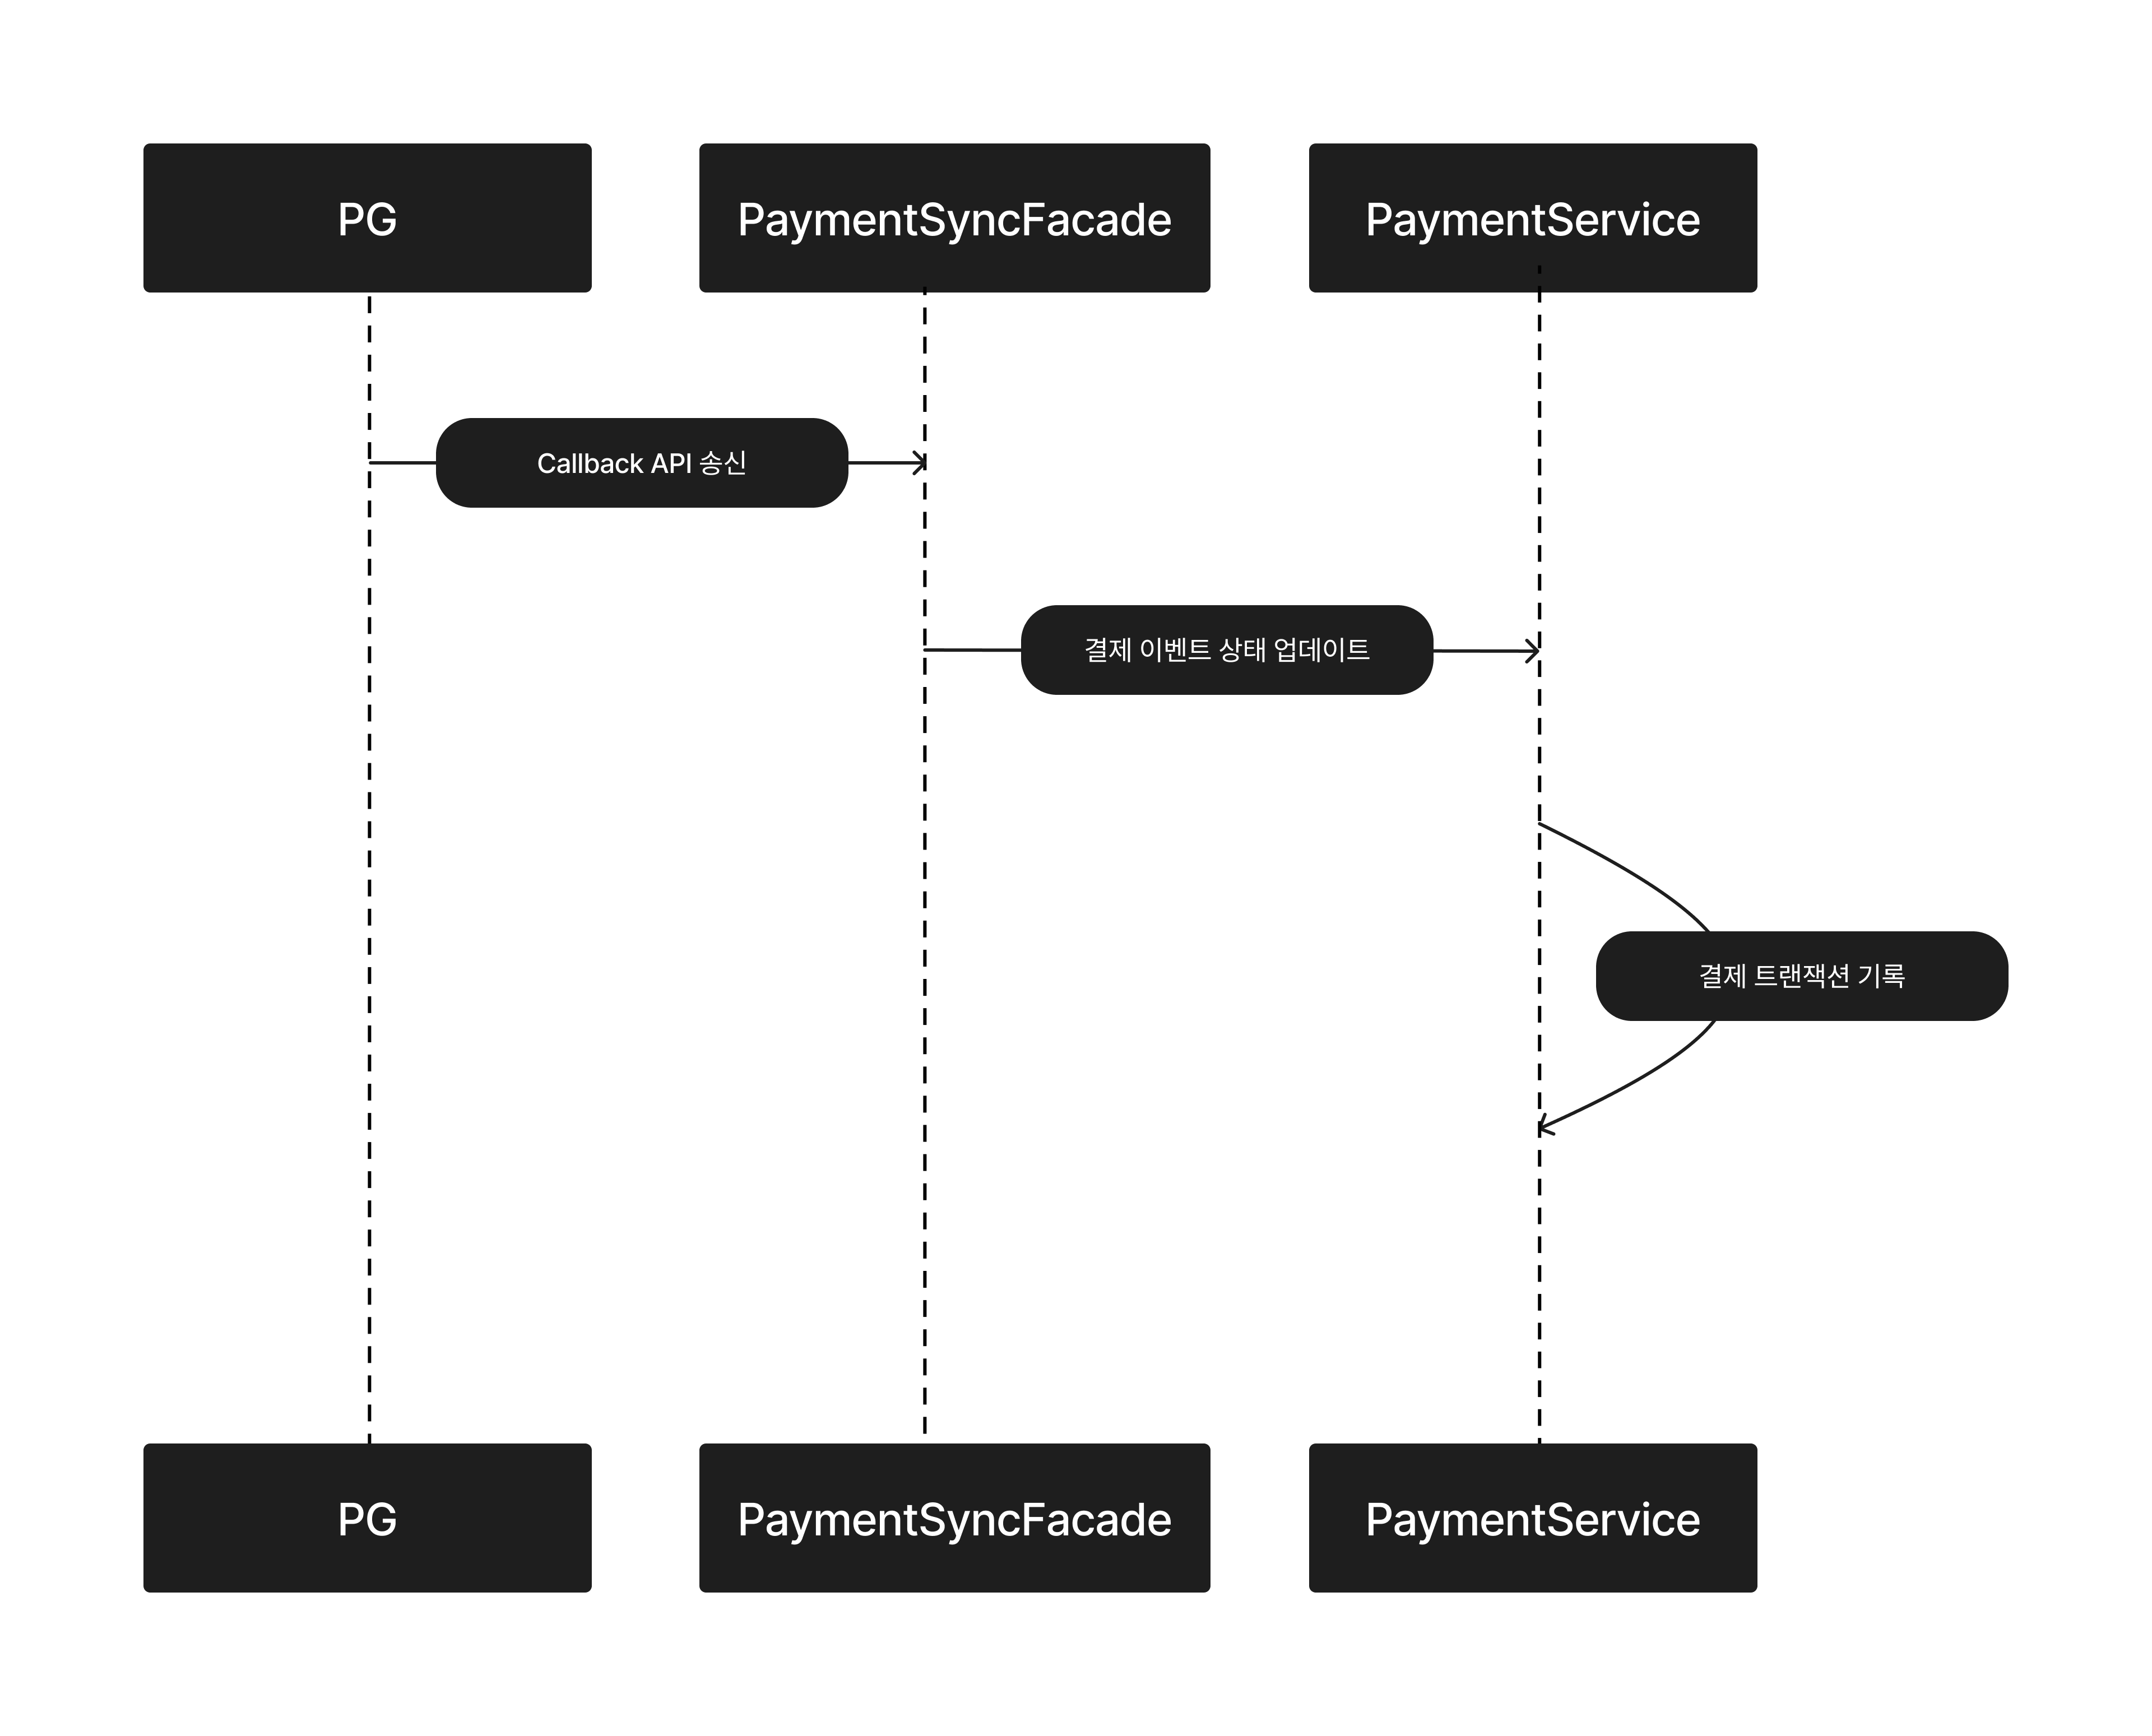 PG
PaymentSyncFacade
PaymentService
Callback API 송신
결제 이벤트 상태 업데이트
결제 트랜잭션 기록
PG
PaymentSyncFacade
PaymentService